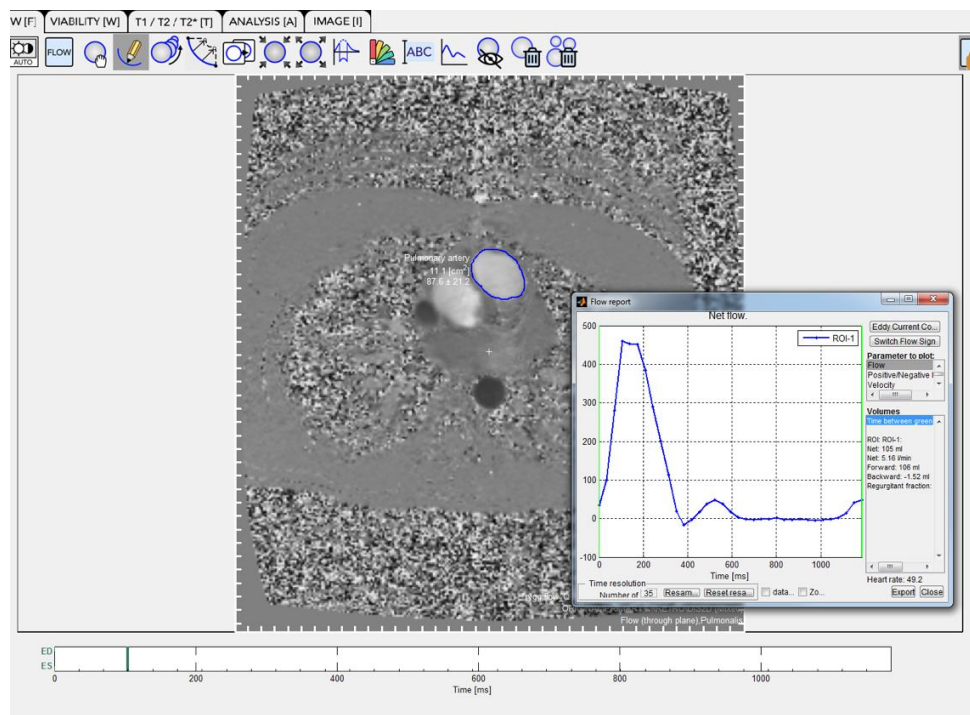 W [F] VIABILITY [W] T1 / T2 / T2* [T] ANALYSIS [A] IMAGE [I]
AUTO FLOW ABC
Pulmonary artery
11.1 [cm²]
87.6 ± 21.2
Flow (through plane),Pulmonalis
Flow report
Net flow.
500
400
300
200
100
0
-100
0 200 400 600 800 1000
Time [ms]
ROI-1
Eddy Current Co...
Switch Flow Sign
Parameter to plot:
Flow
Positive/Negative
Velocity
Volumes
Time between green
ROI: ROI-1:
Net: 105 ml
Net: 5.16 l/min
Forward: 106 ml
Backward: -1.52 ml
Regurgitant fraction:
Heart rate: 49.2
Time resolution
Number of 35 Resam... Reset resa... data... Zo...
Export Close
ED
ES
0 200 400 600 800 1000
Time [ms]